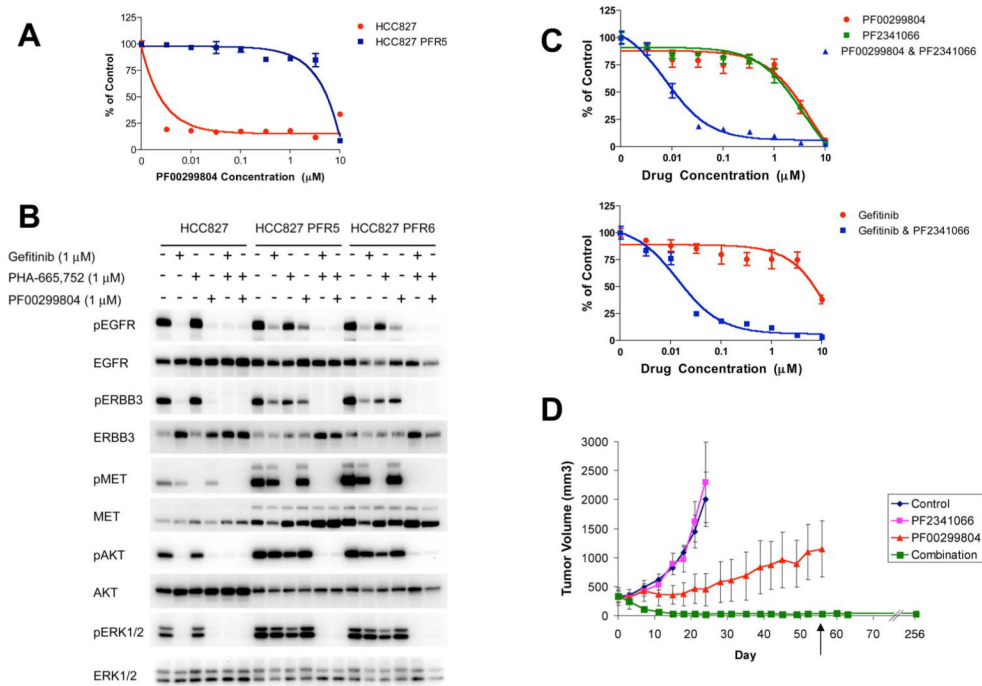 A
HCC827
HCC827 PFR5
% of Control
100
75
50
25
0
0 0.01 0.1 1 10
PF00299804 Concentration (μM)
B
HCC827 HCC827 PFR5 HCC827 PFR6
Gefitinib (1 μM) - + - - + - - + - - + - - + - - + -
PHA-665,752 (1 μM) - - + - + + - - + - + + - - + - + +
PF00299804 (1 μM) - - - + - + - - - + - + - - - + - +
pEGFR
EGFR
pERBB3
ERBB3
pMET
MET
pAKT
AKT
pERK1/2
ERK1/2
C
PF00299804
PF2341066
PF00299804 & PF2341066
% of Control
125
100
75
50
25
0
0 0.01 0.1 1 10
Drug Concentration (μM)
Gefitinib
Gefitinib & PF2341066
% of Control
125
100
75
50
25
0
0 0.01 0.1 1 10
Drug Concentration (μM)
D
Tumor Volume (mm3)
3000
2500
2000
1500
1000
500
0
0 10 20 30 40 50 60 70 256
Day
Control
PF2341066
PF00299804
Combination